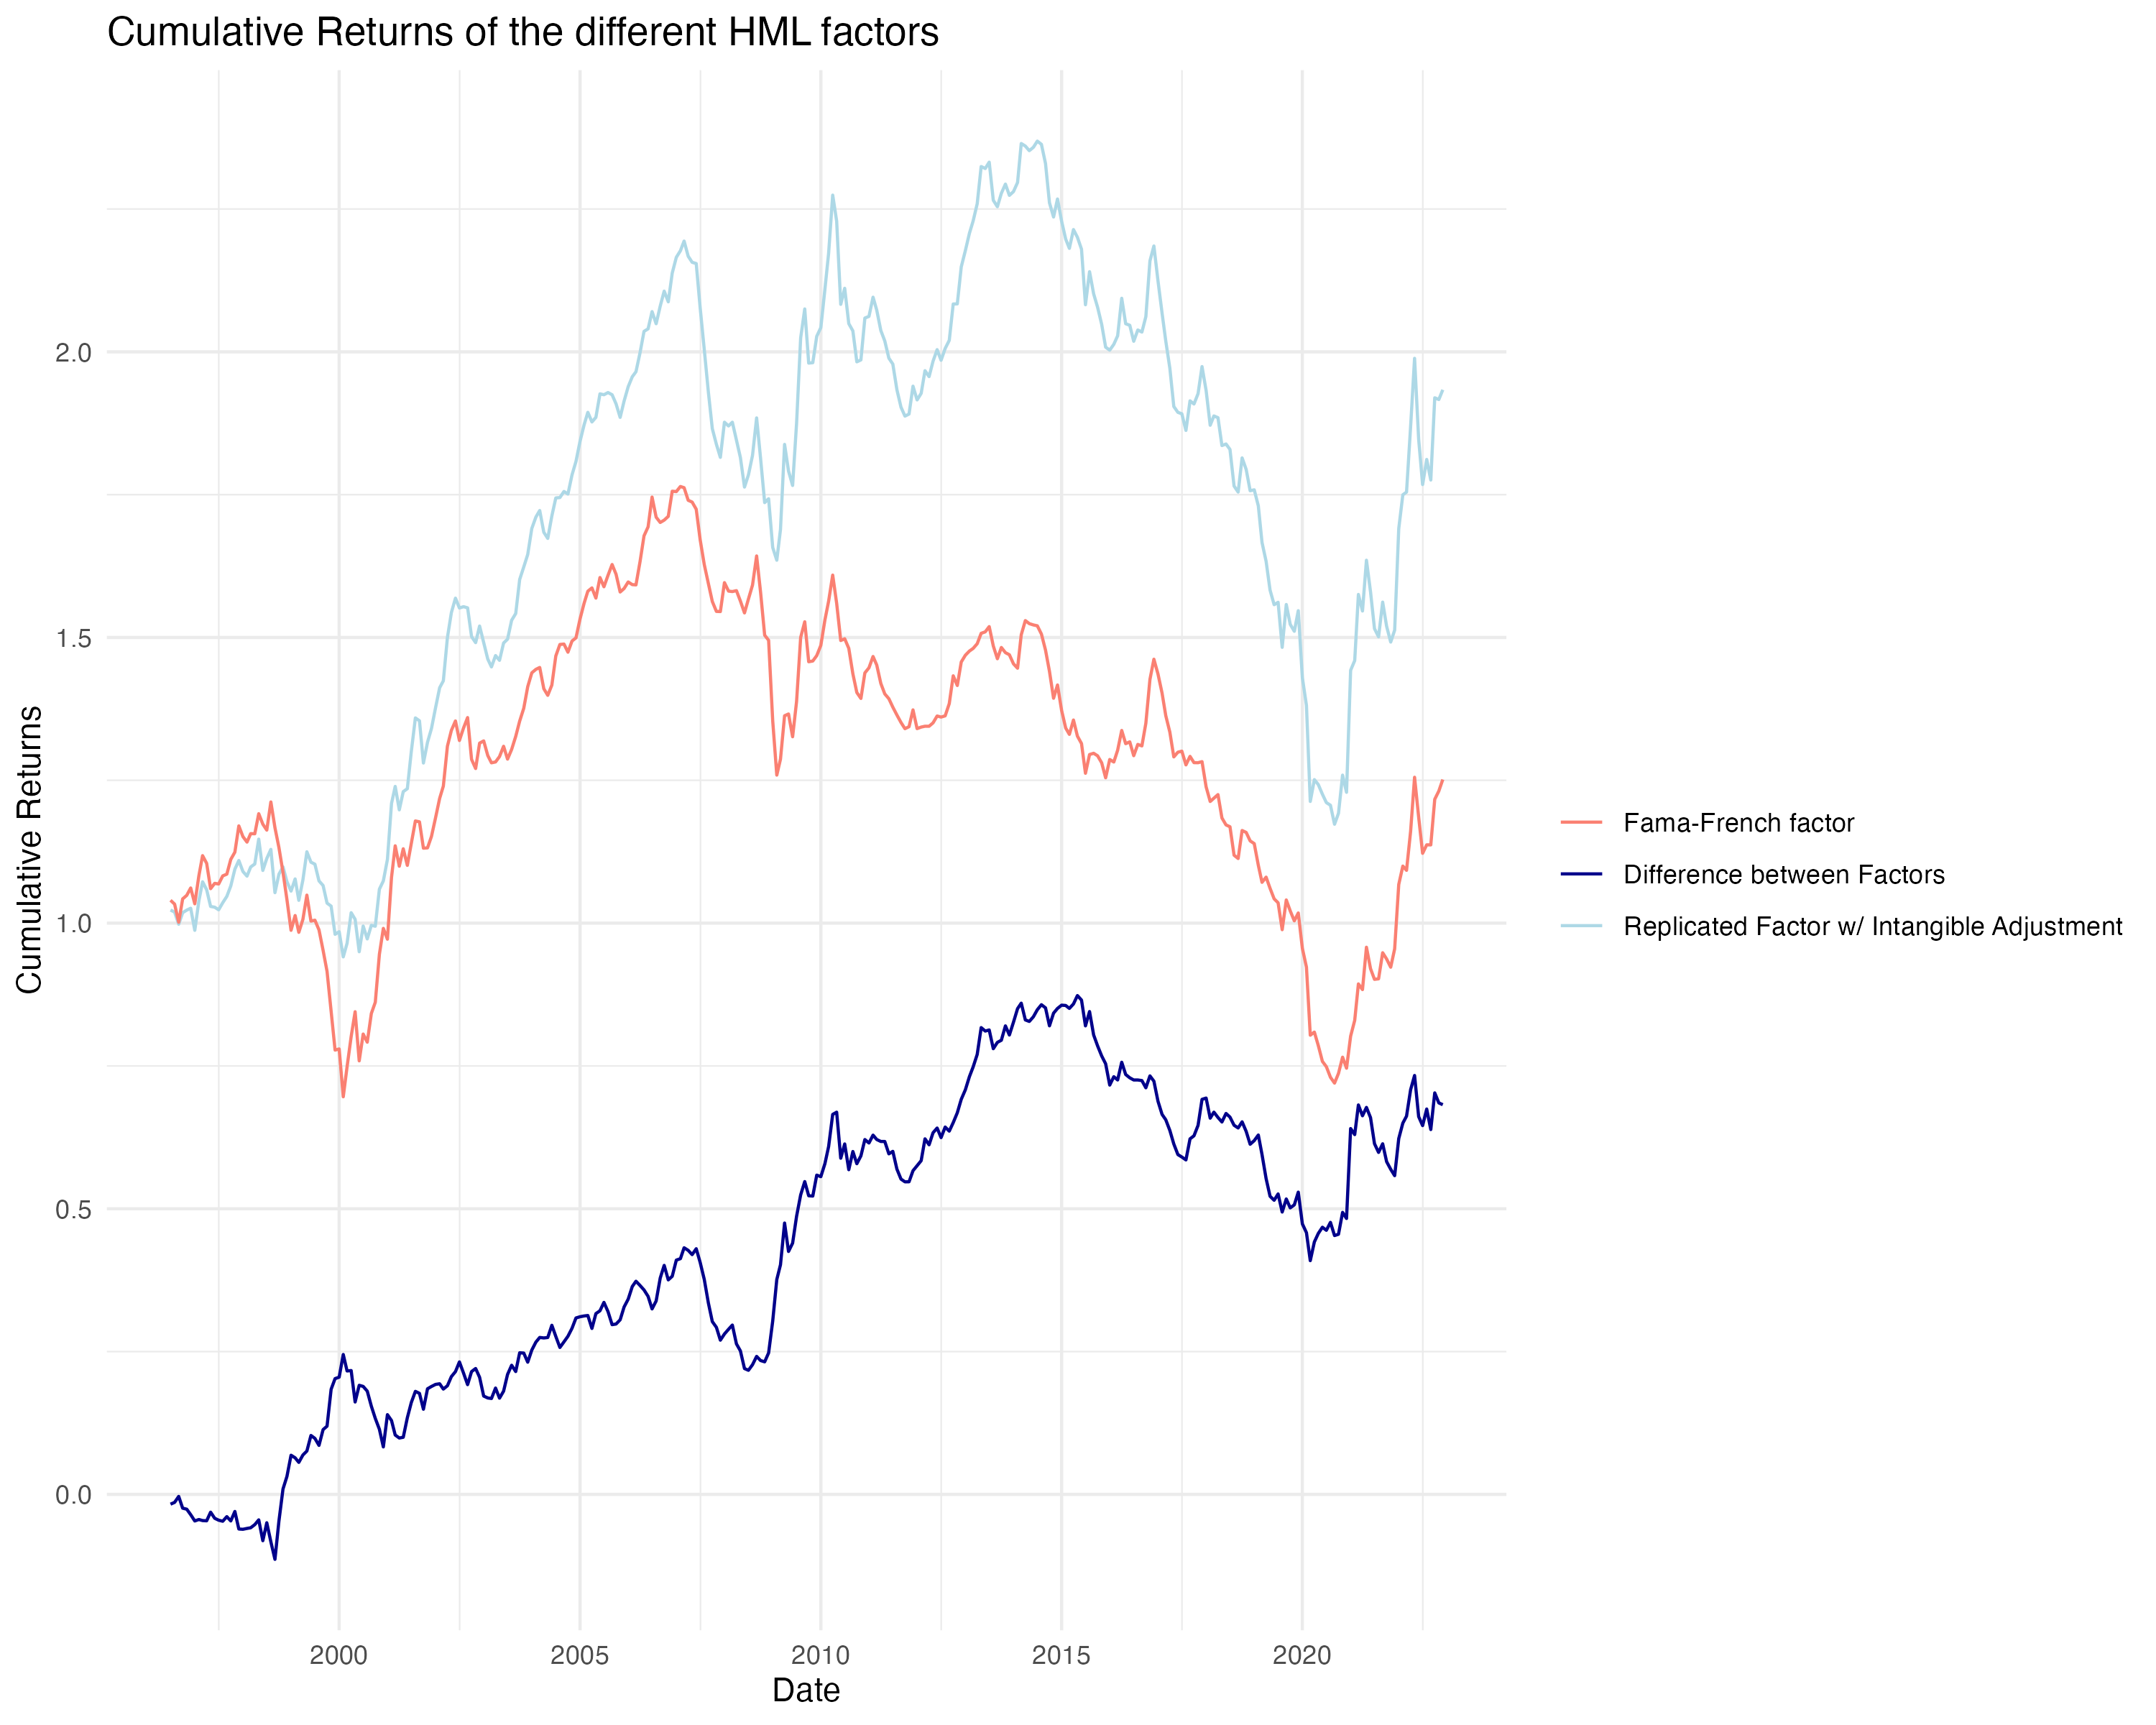 Cumulative Returns of the different HML factors
Cumulative Returns
2.0
1.5
1.0
0.5
0.0
2000
2005
2010
2015
2020
Date
Fama-French factor
Difference between Factors
Replicated Factor w/ Intangible Adjustment